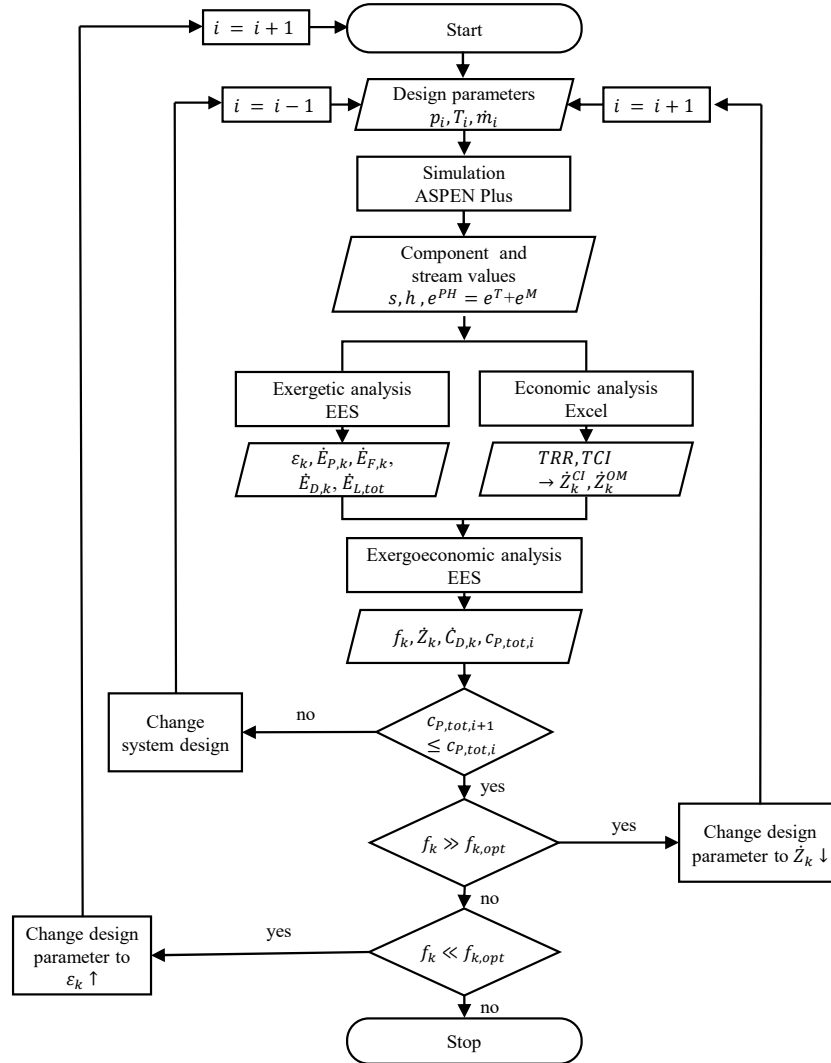 i = i + 1
Start
i = i − 1
Design parameters
p_i, T_i, ṁ_i
i = i + 1
Simulation
ASPEN Plus
Component and
stream values
s, h , e^PH = e^T+e^M
Exergetic analysis
EES
Economic analysis
Excel
ε_k, Ė_P,k, Ė_F,k,
Ė_D,k, Ė_L,tot
TRR, TCI
→ Ż_k^CI, Ż_k^OM
Exergoeconomic analysis
EES
f_k, Ż_k, Ċ_D,k, c_P,tot,i
Change
system design
no
c_P,tot,i+1
≤ c_P,tot,i
yes
f_k ≫ f_k,opt
yes
Change design
parameter to Ż_k ↓
no
Change design
parameter to
ε_k ↑
yes
f_k ≪ f_k,opt
no
Stop